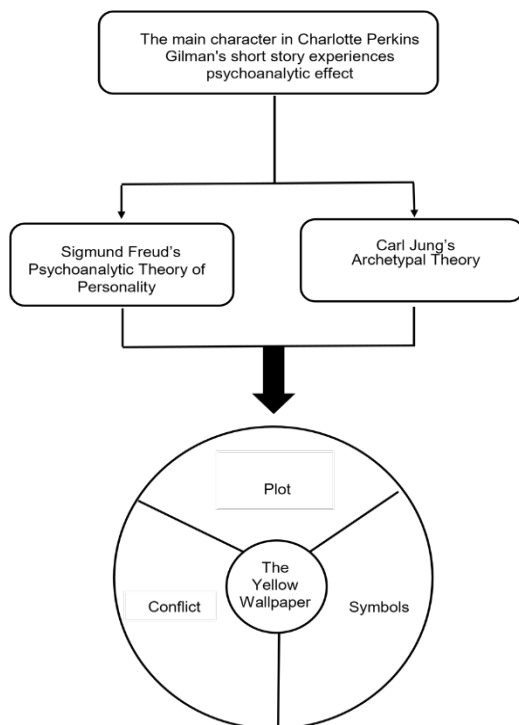 The main character in Charlotte Perkins
Gilman's short story experiences
psychoanalytic effect
Sigmund Freud's
Psychoanalytic Theory of
Personality
Carl Jung's
Archetypal Theory
Plot
The
Yellow
Wallpaper
Conflict
Symbols